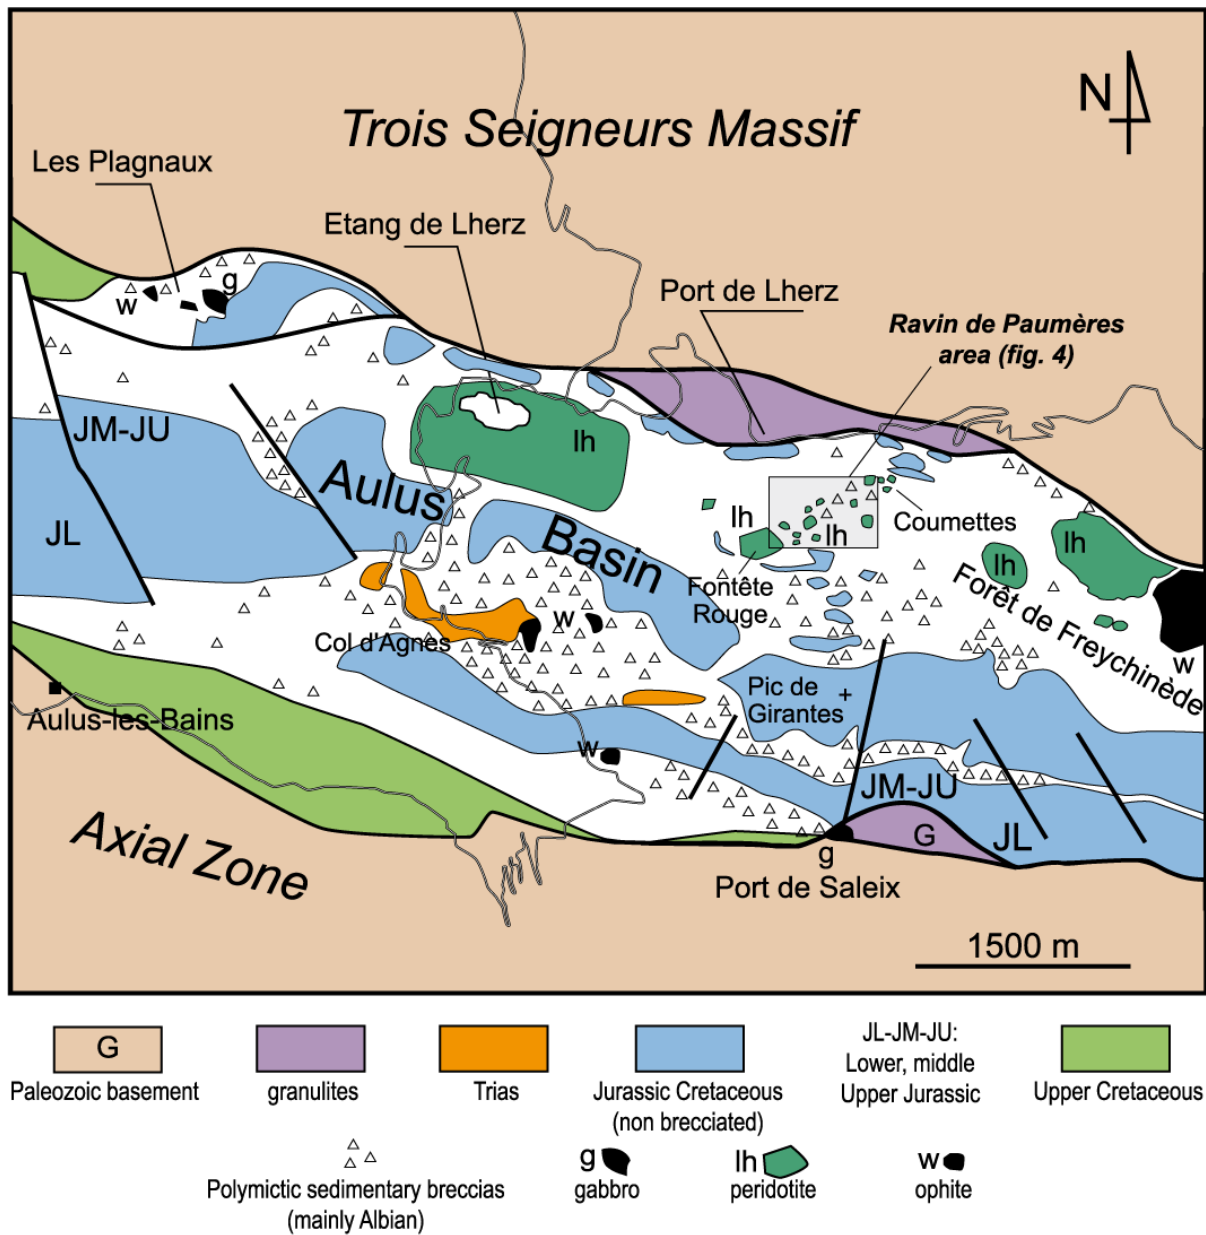 N
Trois Seigneurs Massif
Les Plagnaux
Etang de Lherz
Port de Lherz
Ravin de Paumères
area (fig. 4)
g
w
JM-JU
lh
Aulus
Basin
JL
lh
lh
Coumettes
lh
lh
Fontête
Rouge
Forêt de Freychinède
w
w
Col d'Agnes
Pic de
Girantes
+
Aulus-les-Bains
w
JM-JU
G
JL
g
Axial Zone
Port de Saleix
1500 m
G
Paleozoic basement
granulites
Trias
Jurassic Cretaceous
(non brecciated)
JL-JM-JU:
Lower, middle
Upper Jurassic
Upper Cretaceous
Polymictic sedimentary breccias
(mainly Albian)
g
gabbro
lh
peridotite
w
ophite